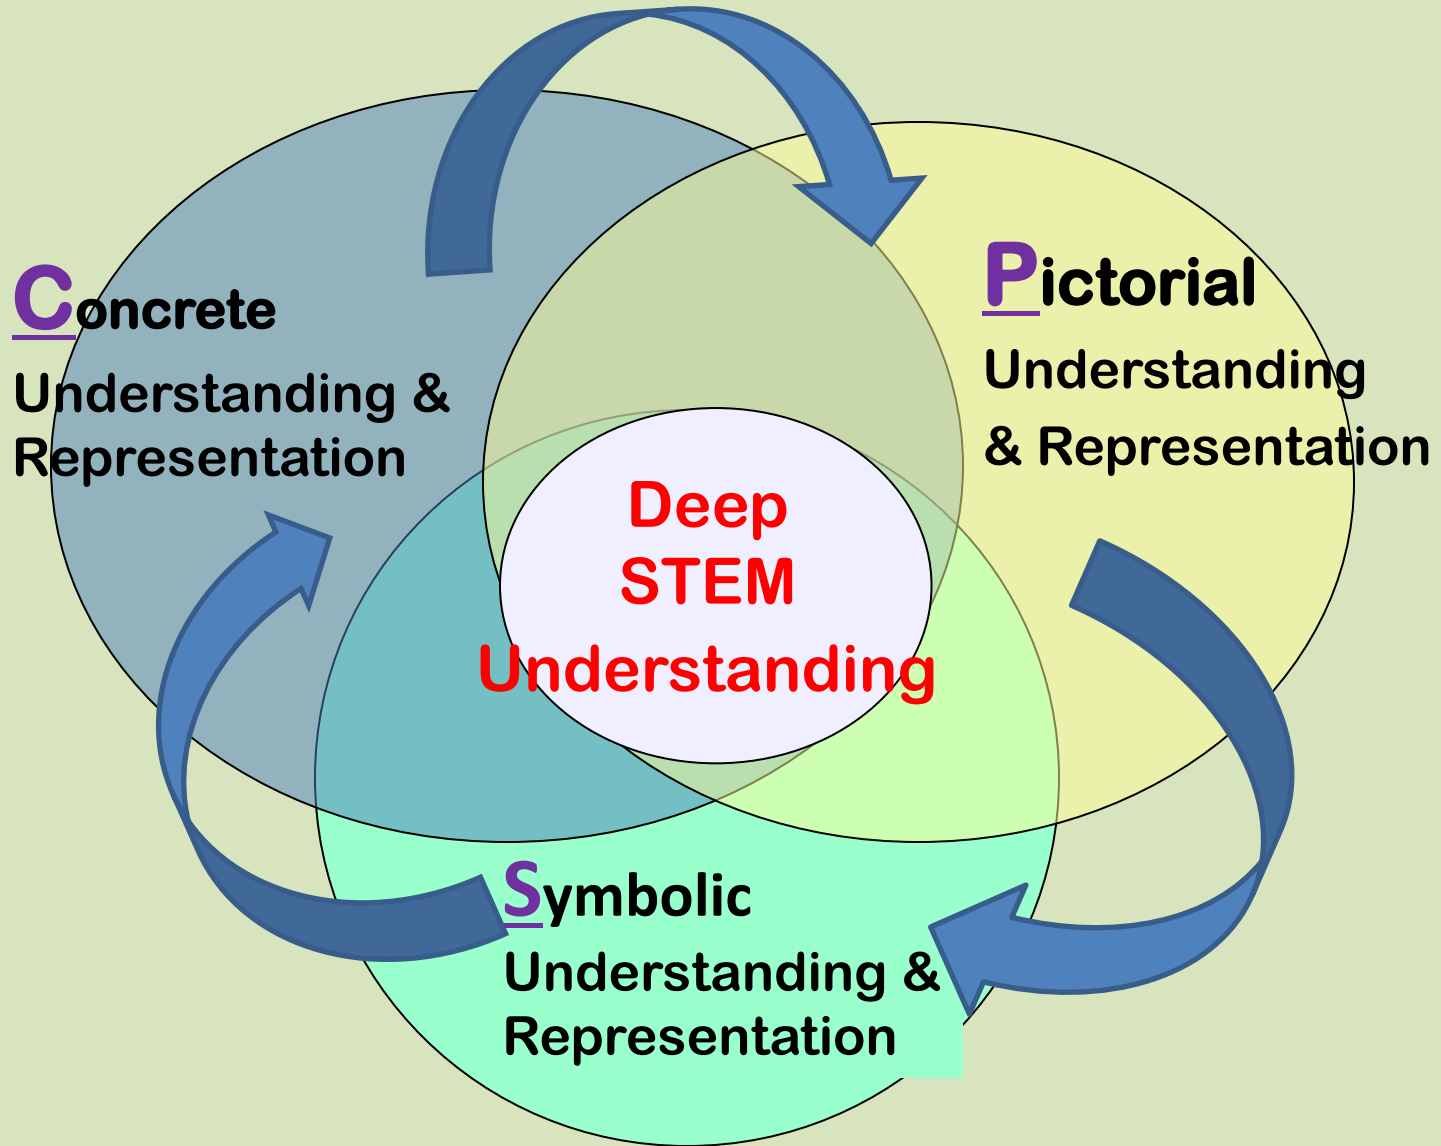 Concrete
Understanding &
Representation
Pictorial
Understanding
& Representation
Deep
STEM
Understanding
Symbolic
Understanding &
Representation